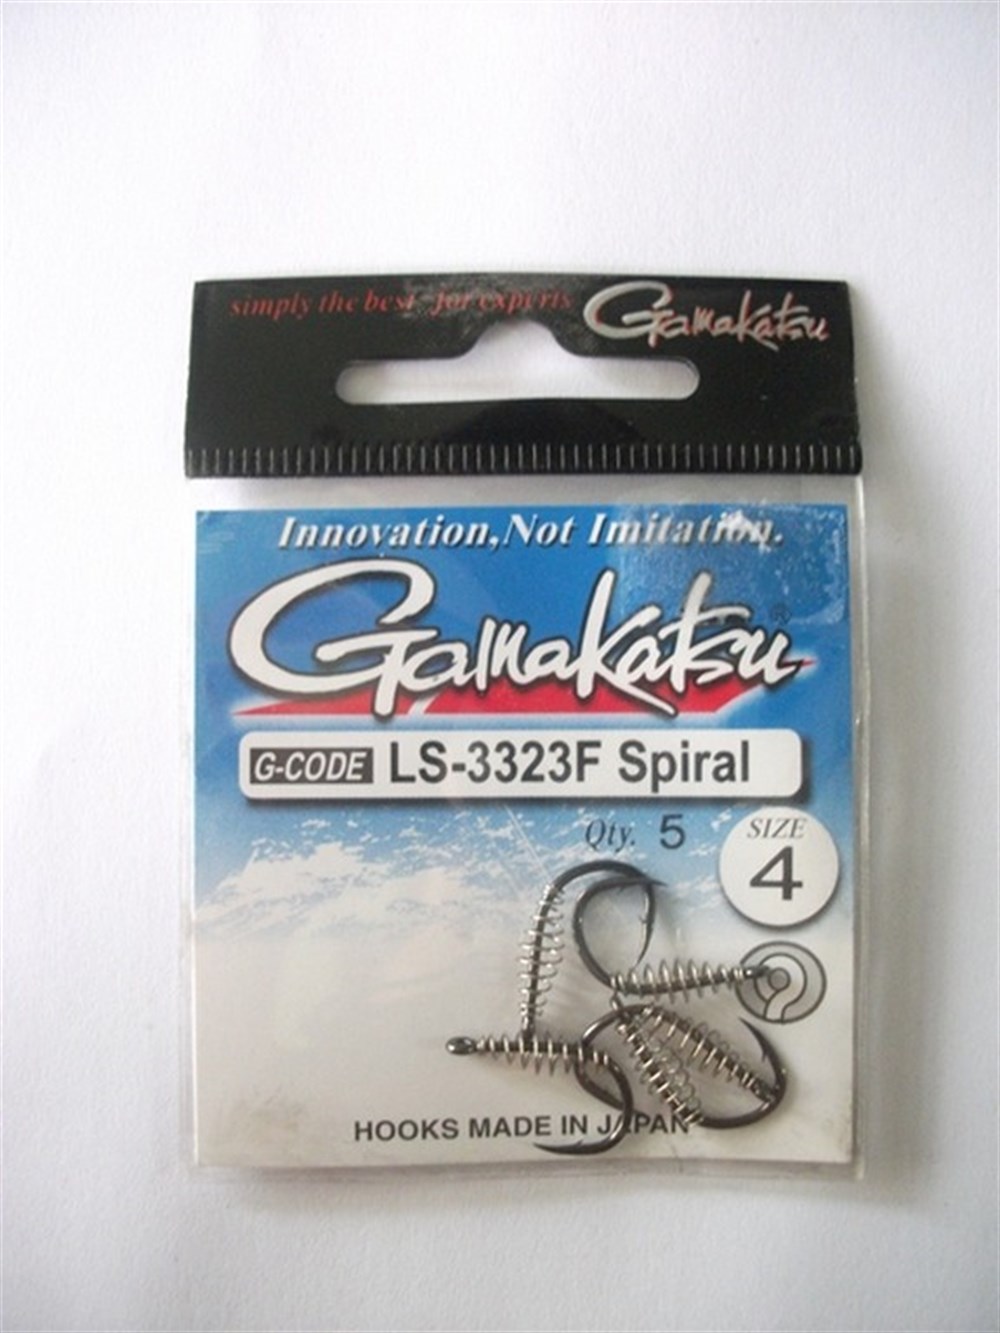 simply the best for experts Gamakatsu
Innovation, Not Imitation.
Gamakatsu®
G-CODE LS-3323F Spiral
Qty. 5
SIZE
4
HOOKS MADE IN JAPAN